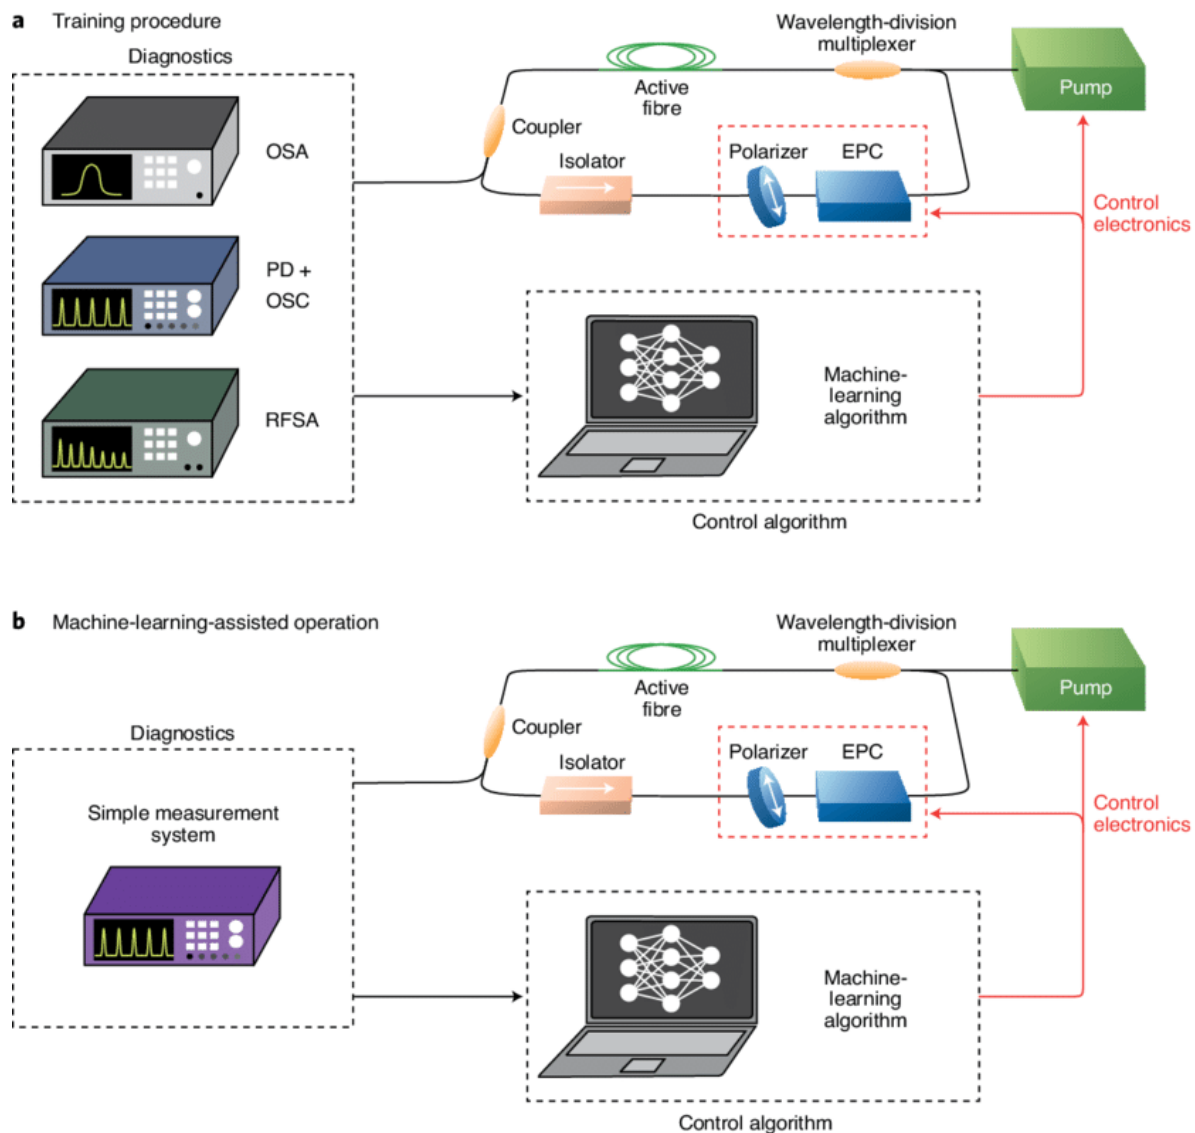 a Training procedure
Diagnostics
OSA
PD +
OSC
RFSA
Wavelength-division
multiplexer
Active
fibre
Pump
Coupler
Isolator
Polarizer
EPC
Control
electronics
Machine-
learning
algorithm
Control algorithm
b Machine-learning-assisted operation
Diagnostics
Simple measurement
system
Wavelength-division
multiplexer
Active
fibre
Pump
Coupler
Isolator
Polarizer
EPC
Control
electronics
Machine-
learning
algorithm
Control algorithm